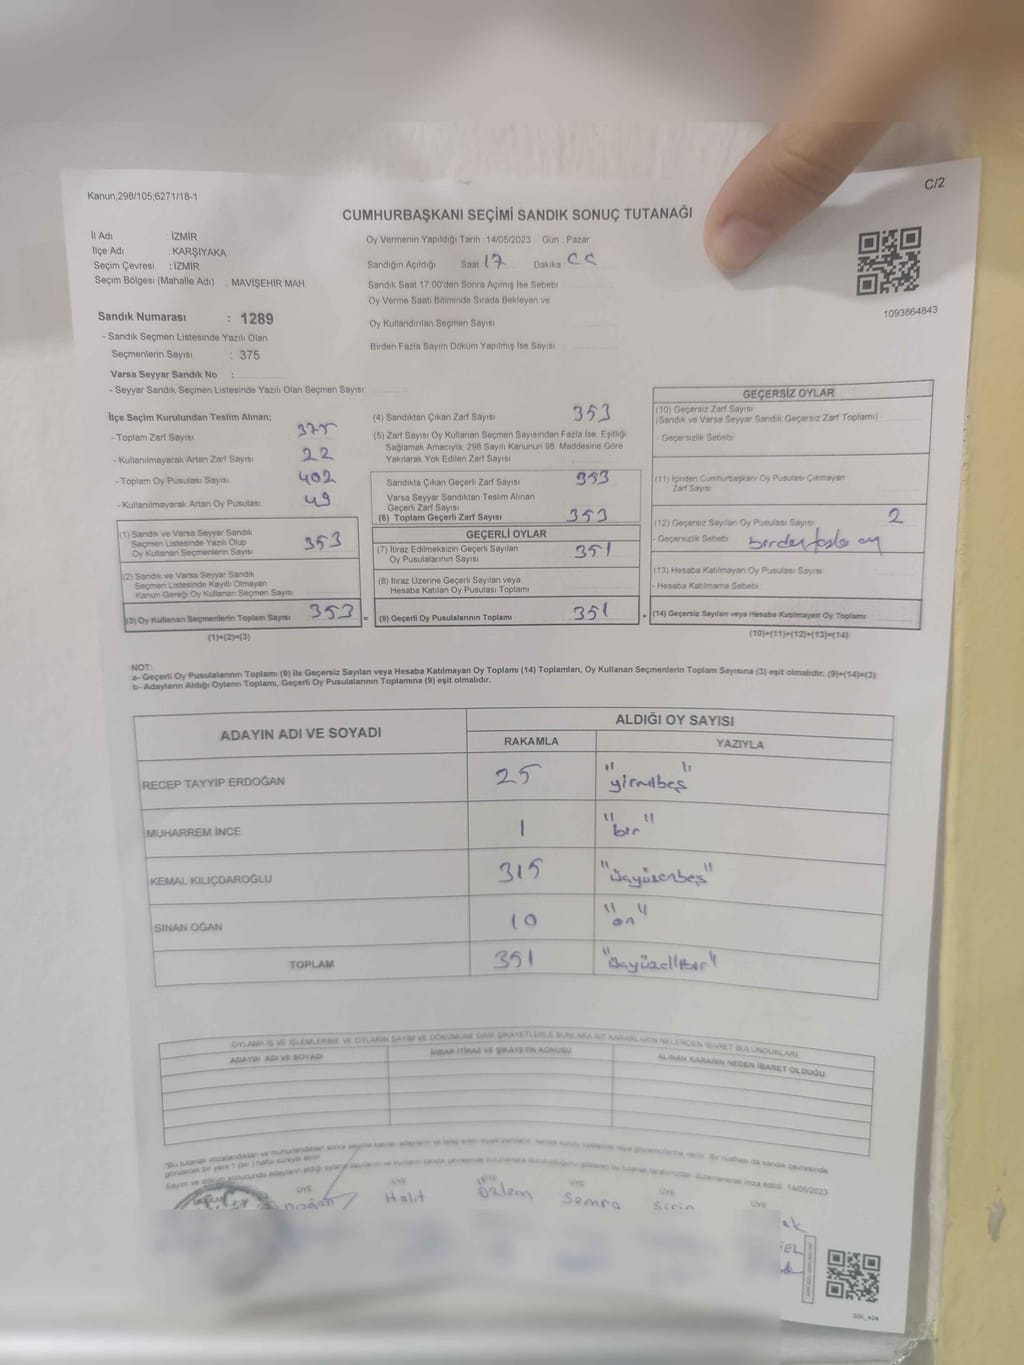 C/2
Kanun,298/105,6271/18-1
CUMHURBAŞKANI SEÇİMİ SANDIK SONUÇ TUTANAĞI
İl Adı : İZMİR
İlçe Adı : KARŞIYAKA
Seçim Çevresi : İZMİR
Seçim Bölgesi (Mahalle Adı) : MAVİŞEHİR MAH
Sandık Numarası : 1289
- Sandık Seçmen Listesinde Yazılı Olan
Seçmenlerin Sayısı : 375
Varsa Seyyar Sandık No :
- Seyyar Sandık Seçmen Listesinde Yazılı Olan Seçmen Sayısı:
Oy Vermenin Yapıldığı Tarih :14/05/2023 Gün : Pazar
Sandığın Açıldığı Saat 17 Dakika
Sandık Saat 17:00'den Sonra Açılmış İse Sebebi
Oy Verme Saati Bitiminde Sırada Bekleyen ve
Oy Kullandırılan Seçmen Sayısı
Birden Fazla Sayım Döküm Yapılmış İse Sayısı
1093864843
İlçe Seçim Kurulundan Teslim Alınan;
- Toplam Zarf Sayısı 375
- Kullanılmayarak Artan Zarf Sayısı 22
- Toplam Oy Pusulası Sayısı 402
- Kullanılmayarak Artan Oy Pusulası 49
(1) Sandık ve Varsa Seyyar Sandık
Seçmen Listesinde Yazılı Olup
Oy Kullanan Seçmenlerin Sayısı 353
(2) Sandık ve Varsa Seyyar Sandık
Seçmen Listesinde Kayıtlı Olmayan
Kanun Gereği Oy Kullanan Seçmen Sayısı
(3) Oy Kullanan Seçmenlerin Toplam Sayısı 353
(1)+(2)=(3)
(4) Sandıktan Çıkan Zarf Sayısı 353
(5) Zarf Sayısı Oy Kullanan Seçmen Sayısından Fazla İse, Eşitliği
Sağlamak Amacıyla, 298 Sayılı Kanunun 98. Maddesine Göre
Yakılarak Yok Edilen Zarf Sayısı
Sandıkta Çıkan Geçerli Zarf Sayısı 353
Varsa Seyyar Sandıktan Teslim Alınan
Geçerli Zarf Sayısı
(6) Toplam Geçerli Zarf Sayısı 353
GEÇERLİ OYLAR
(7) İtiraz Edilmeksizin Geçerli Sayılan
Oy Pusulalarının Sayısı 351
(8) İtiraz Üzerine Geçerli Sayılan veya
Hesaba Katılan Oy Pusulası Toplamı
= (9) Geçerli Oy Pusulalarının Toplamı 351
GEÇERSİZ OYLAR
(10) Geçersiz Zarf Sayısı
(Sandık ve Varsa Seyyar Sandık Geçersiz Zarf Toplamı)
- Geçersizlik Sebebi
(11) İçinden Cumhurbaşkanı Oy Pusulası Çıkmayan
Zarf Sayısı
(12) Geçersiz Sayılan Oy Pusulası Sayısı 2
- Geçersizlik Sebebi birden fazla oy
(13) Hesaba Katılmayan Oy Pusulası Sayısı
- Hesaba Katılmama Sebebi
+ (14) Geçersiz Sayılan veya Hesaba Katılmayan Oy Toplamı
(10)+(11)+(12)+(13)=(14)
NOT:
a- Geçerli Oy Pusulalarının Toplamı (9) ile Geçersiz Sayılan veya Hesaba Katılmayan Oy Toplamı (14) Toplamları, Oy Kullanan Seçmenlerin Toplam Sayısına (3) eşit olmalıdır. (9)+(14)=(3)
b- Adayların Aldığı Oyların Toplamı, Geçerli Oy Pusulalarının Toplamına (9) eşit olmalıdır.
ADAYIN ADI VE SOYADI
ALDIĞI OY SAYISI
RAKAMLA YAZIYLA
RECEP TAYYİP ERDOĞAN 25 "yirmibeş"
MUHARREM İNCE 1 "bir"
KEMAL KILIÇDAROĞLU 315 "üçyüzonbeş"
SİNAN OĞAN 10 "on"
TOPLAM 351 "üçyüzellibir"
OYLAMA İŞ VE İŞLEMLERİNE VE OYLARIN SAYIM VE DÖKÜMÜNE DAİR ŞİKAYETLERLE BUNLARA AİT KARARLARIN NELERDEN İBARET BULUNDUKLARI
ADAYIN ADI VE SOYADI
İHBAR İTİRAZ VE ŞİKAYETİN KONUSU
ALINAN KARARIN NEDEN İBARET OLDUĞU
14/05/2023
ÜYE ÜYE ÜYE ÜYE ÜYE ÜYE
Halit Özlem Semra Sirin